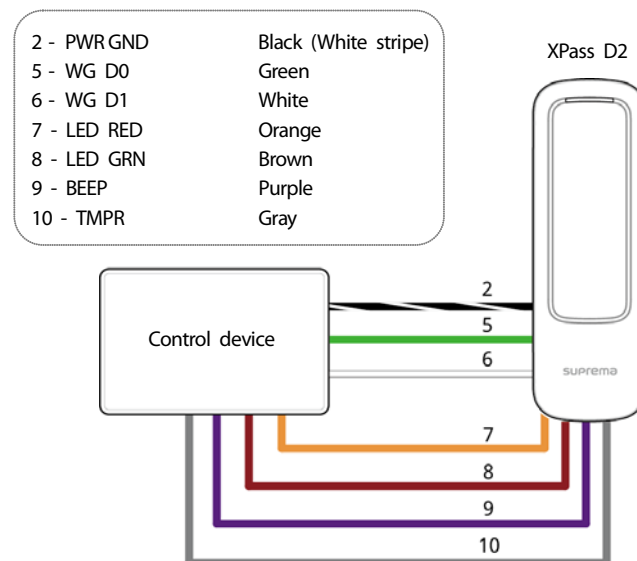 2 - PWR GND Black (White stripe)
5 - WG D0 Green
6 - WG D1 White
7 - LED RED Orange
8 - LED GRN Brown
9 - BEEP Purple
10 - TMPR Gray
XPass D2
Control device
2
5
6
suprema
7
8
9
10